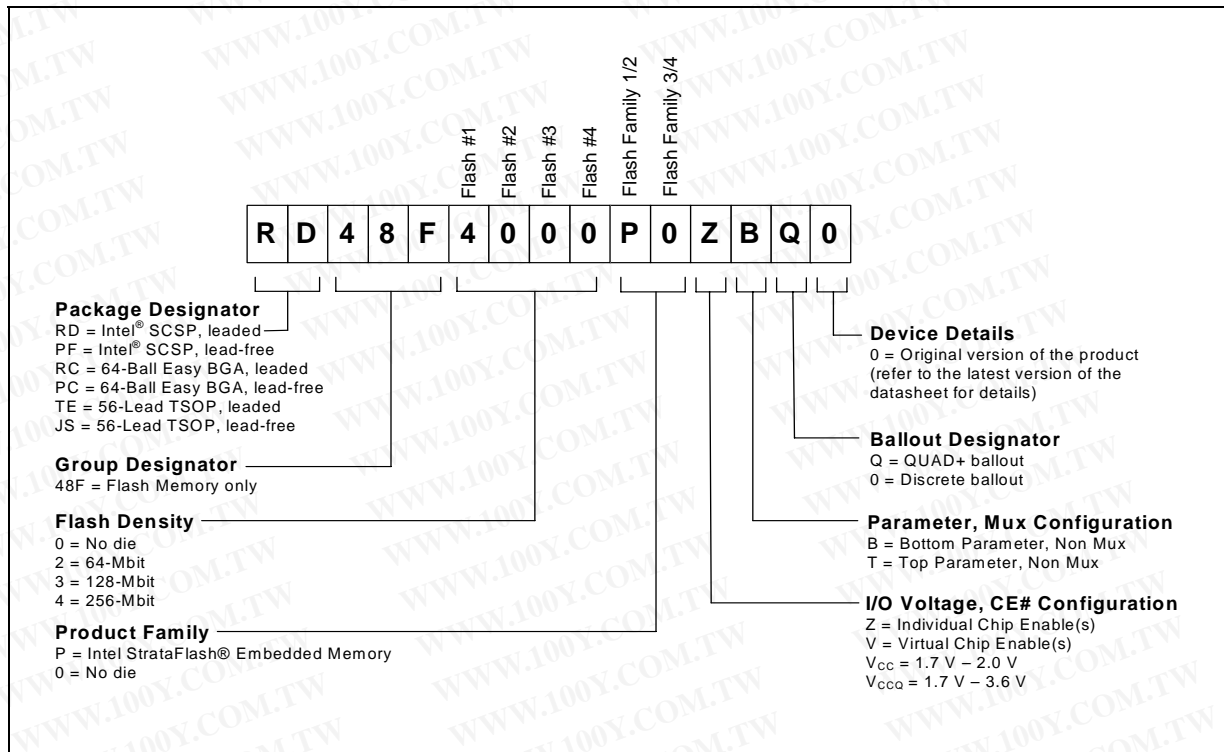 Flash #1
Flash #2
Flash #3
Flash #4
Flash Family 1/2
Flash Family 3/4
R D 4 8 F 4 0 0 0 P 0 Z B Q 0
Package Designator
RD = Intel® SCSP, leaded
PF = Intel® SCSP, lead-free
RC = 64-Ball Easy BGA, leaded
PC = 64-Ball Easy BGA, lead-free
TE = 56-Lead TSOP, leaded
JS = 56-Lead TSOP, lead-free
Group Designator
48F = Flash Memory only
Flash Density
0 = No die
2 = 64-Mbit
3 = 128-Mbit
4 = 256-Mbit
Product Family
P = Intel StrataFlash® Embedded Memory
0 = No die
Device Details
0 = Original version of the product
(refer to the latest version of the
datasheet for details)
Ballout Designator
Q = QUAD+ ballout
0 = Discrete ballout
Parameter, Mux Configuration
B = Bottom Parameter, Non Mux
T = Top Parameter, Non Mux
I/O Voltage, CE# Configuration
Z = Individual Chip Enable(s)
V = Virtual Chip Enable(s)
VCC = 1.7 V – 2.0 V
VCCQ = 1.7 V – 3.6 V
WWW.100Y.COM.TW